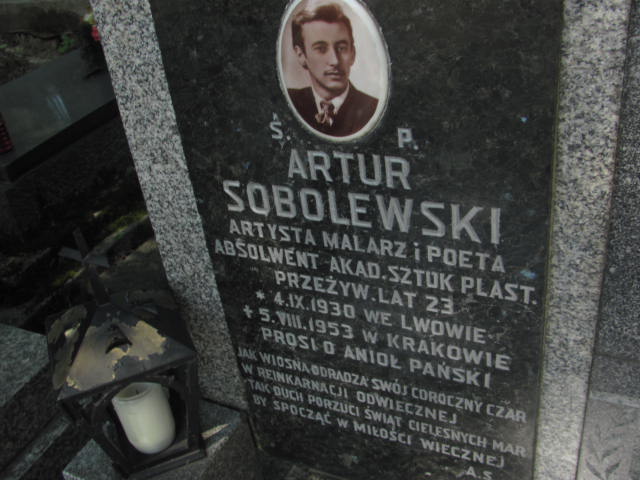 Ś. P.
ARTUR
SOBOLEWSKI
ARTYSTA MALARZ i POETA
ABSOLWENT AKAD. SZTUK PLAST.
PRZEŻYW. LAT 23
* 4.IX.1930 WE LWOWIE
✝ 5.VIII.1953 W KRAKOWIE
PROSI O ANIOŁ PAŃSKI
JAK WIOSNA ODRADZA SWÓJ COROCZNY CZAR
W REINKARNACJI ODWIECZNEJ
TAK DUCH PORZUCI ŚWIAT CIELESNYCH MAR
BY SPOCZĄĆ W MIŁOŚCI WIECZNEJ
A.S.